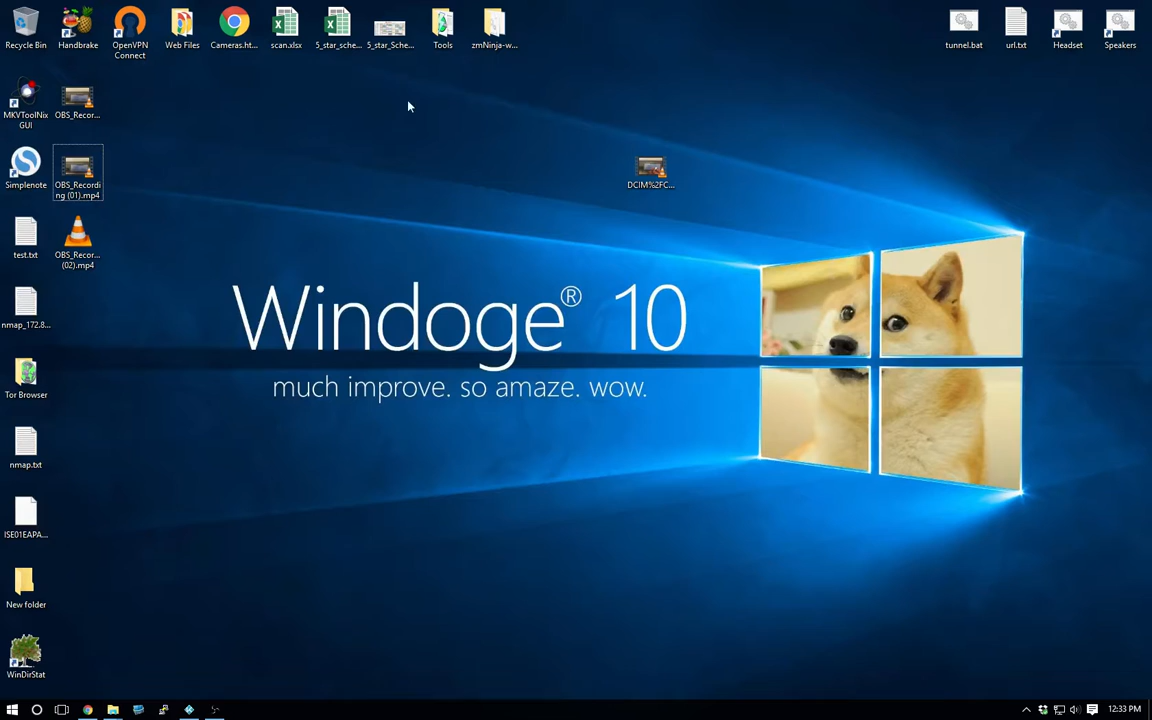 Recycle Bin
Handbrake
OpenVPN
Connect
Web Files
Cameras.ht...
scan.xlsx
5_star_sche...
5_star_Sche...
Tools
zmNinja-w...
tunnel.bat
url.txt
Headset
Speakers
MKVToolNix
GUI
OBS_Recor...
DCIM%2FC...
Simplenote
OBS_Recordi
ng (01).mp4
test.txt
OBS_Recor...
(02).mp4
nmap_172.8...
Windoge® 10
much improve. so amaze. wow.
Tor Browser
nmap.txt
ISE01EAPA...
New folder
WinDirStat
12:33 PM